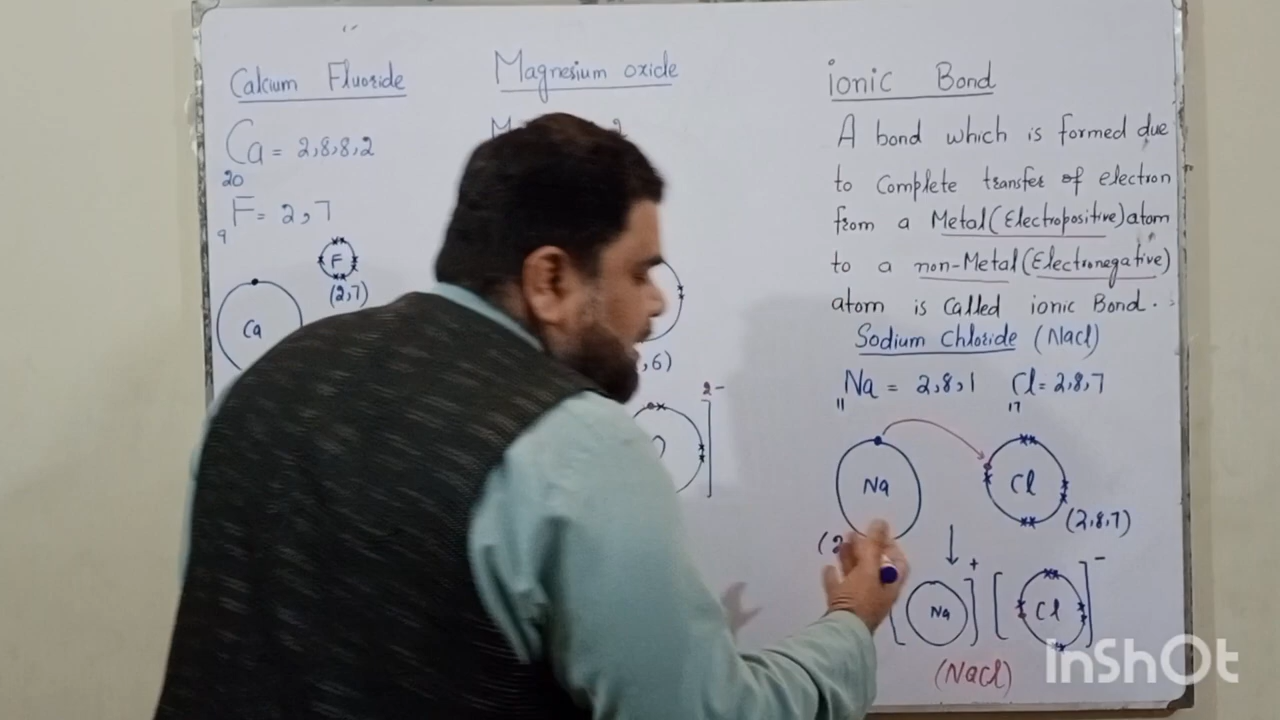 Calcium Fluoride
Ca = 2,8,8,2
20
F = 2,7
9
F
(2,7)
Ca
Magnesium oxide
,6)
2-
ionic Bond
A bond which is formed due
to Complete transfer of electron
from a Metal(Electropositive)atom
to a non-Metal(Electronegative)
atom is Called ionic Bond.
Sodium Chloride (Nacl)
Na = 2,8,1 Cl = 2,8,7
11 17
Na Cl
(2,8,7)
(2
[Na]+ [Cl]-
(Nacl)
InShOt